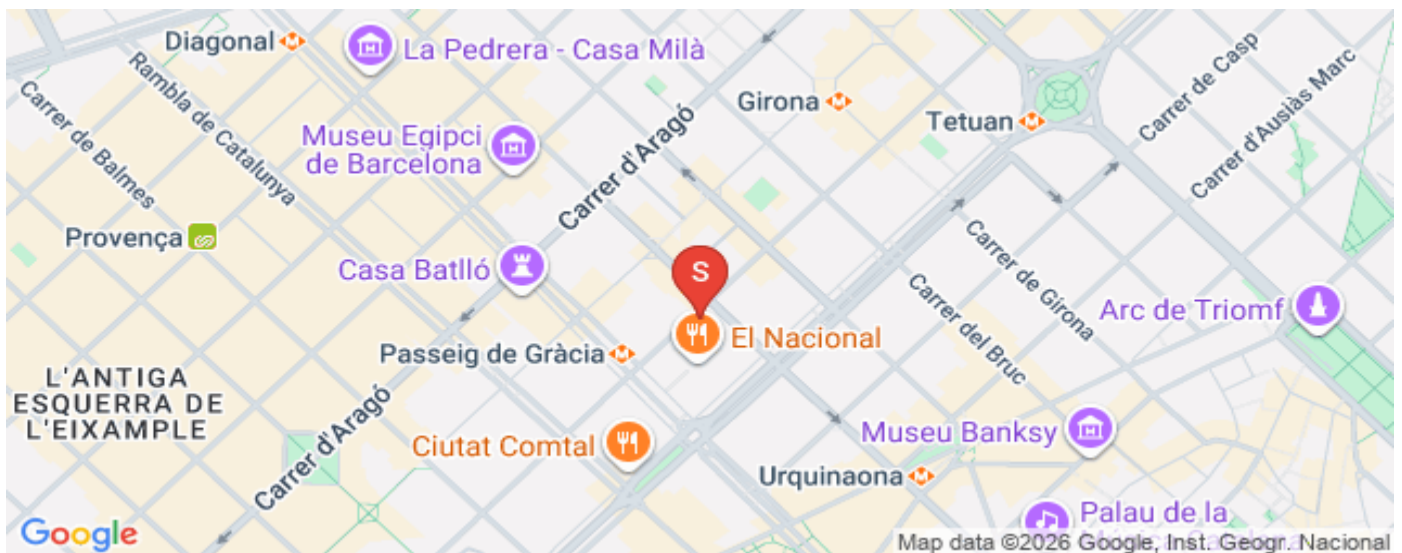 Diagonal
La Pedrera - Casa Milà
Carrer de Casp
Carrer d'Ausiàs Marc
Rambla de Catalunya
Carrer de Balmes
Girona
Tetuan
Museu Egipci
de Barcelona
Carrer d'Aragó
Provença
Casa Batlló
S
Carrer de Girona
Carrer del Bruc
Arc de Triomf
El Nacional
Passeig de Gràcia
L'ANTIGA
ESQUERRA DE
L'EIXAMPLE
Carrer d'Aragó
Ciutat Comtal
Museu Banksy
Urquinaona
Palau de la
Google
Map data ©2026 Google, Inst. Geogr. Nacional